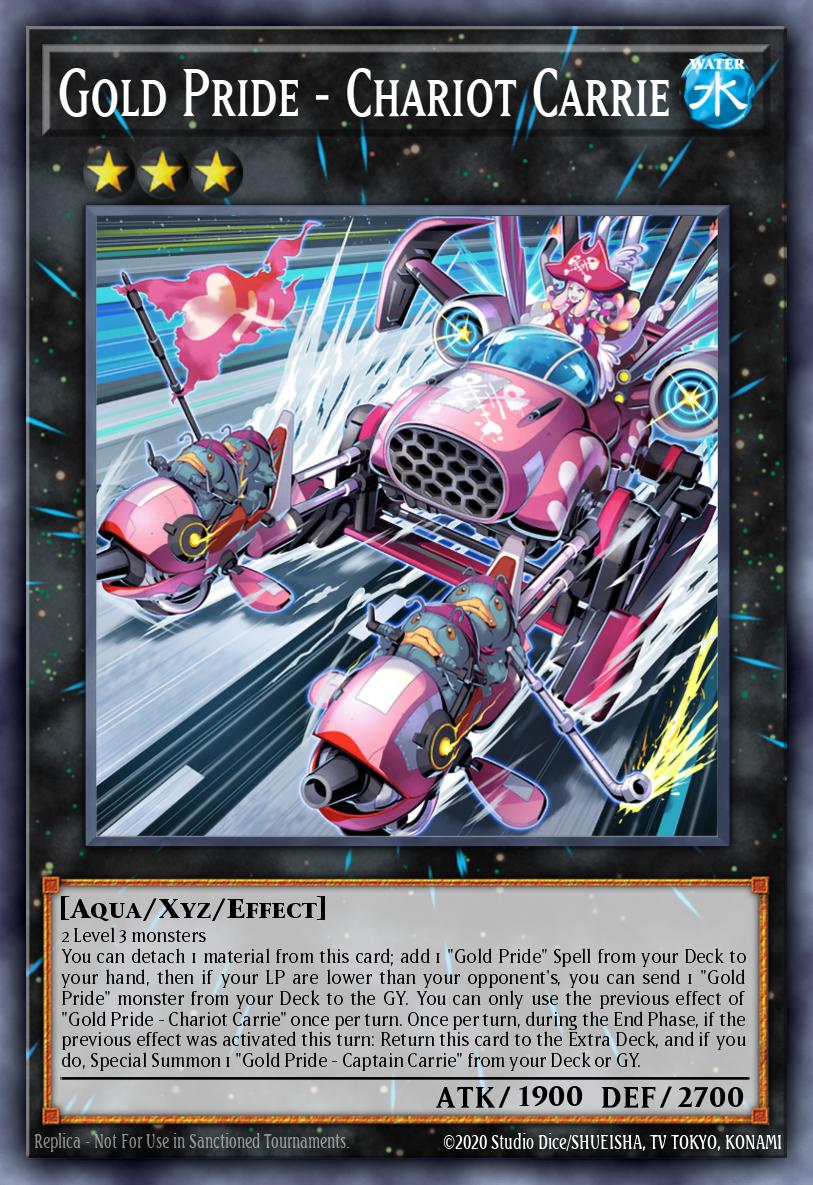 Gold Pride - Chariot Carrie
WATER
水
[Aqua/Xyz/Effect]
2 Level 3 monsters
You can detach 1 material from this card; add 1 "Gold Pride" Spell from your Deck to
your hand, then if your LP are lower than your opponent's, you can send 1 "Gold
Pride" monster from your Deck to the GY. You can only use the previous effect of
"Gold Pride - Chariot Carrie" once per turn. Once per turn, during the End Phase, if the
previous effect was activated this turn: Return this card to the Extra Deck, and if you
do, Special Summon 1 "Gold Pride - Captain Carrie" from your Deck or GY.
ATK/1900 DEF/2700
Replica - Not For Use in Sanctioned Tournaments.
©2020 Studio Dice/SHUEISHA, TV TOKYO, KONAMI